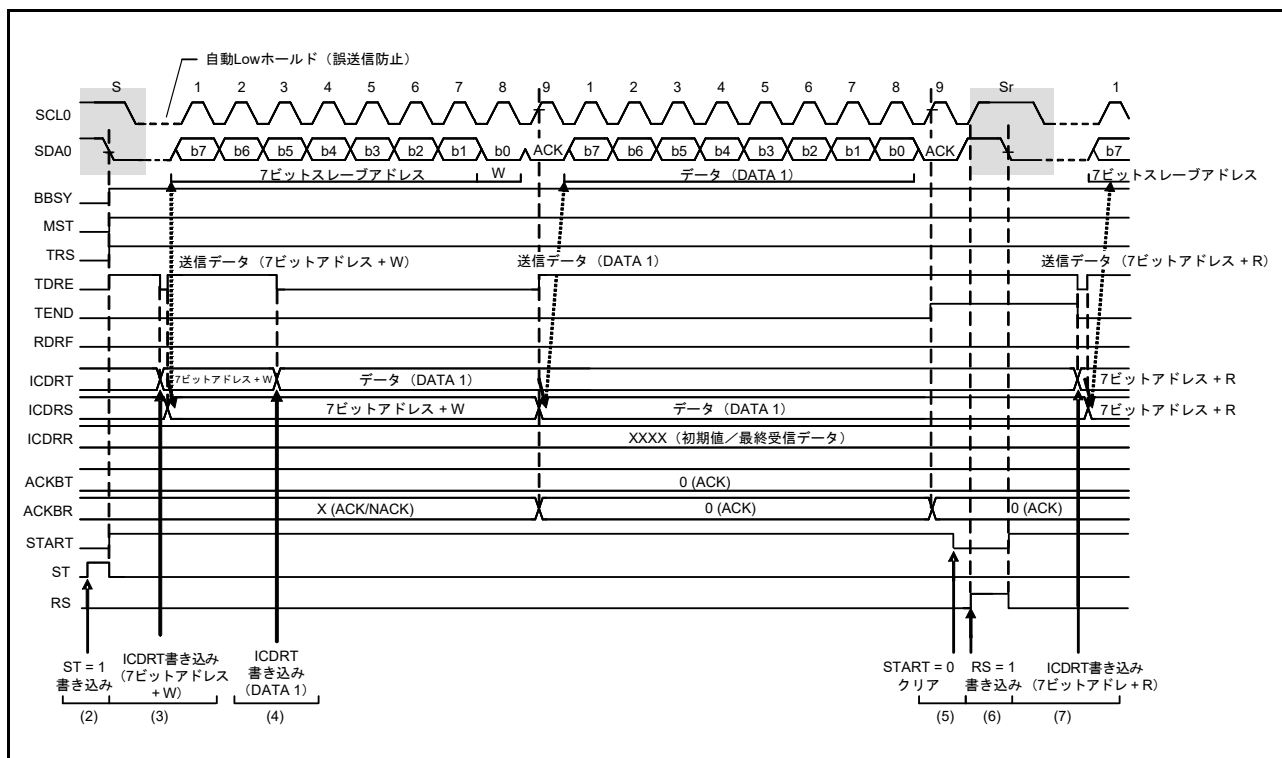 自動Lowホールド（誤送信防止）
S 1 2 3 4 5 6 7 8 9 1 2 3 4 5 6 7 8 9 Sr 1
SCL0
SDA0 b7 b6 b5 b4 b3 b2 b1 b0 ACK b7 b6 b5 b4 b3 b2 b1 b0 ACK b7
7ビットスレーブアドレス W データ（DATA 1） 7ビットスレーブアドレス
BBSY
MST
TRS
送信データ（7ビットアドレス + W） 送信データ（DATA 1） 送信データ（7ビットアドレス + R）
TDRE
TEND
RDRF
ICDRT 7ビットアドレス + W データ（DATA 1） 7ビットアドレス + R
ICDRS 7ビットアドレス + W データ（DATA 1） 7ビットアドレス + R
ICDRR XXXX（初期値／最終受信データ）
ACKBT 0 (ACK)
ACKBR X (ACK/NACK) 0 (ACK) 0 (ACK)
START
ST
RS
ST = 1
書き込み
ICDRT書き込み
（7ビットアドレス
+ W）
ICDRT
書き込み
（DATA 1）
START = 0
クリア
RS = 1
書き込み
ICDRT書き込み
（7ビットアドレ + R）
(2) (3) (4) (5) (6) (7)